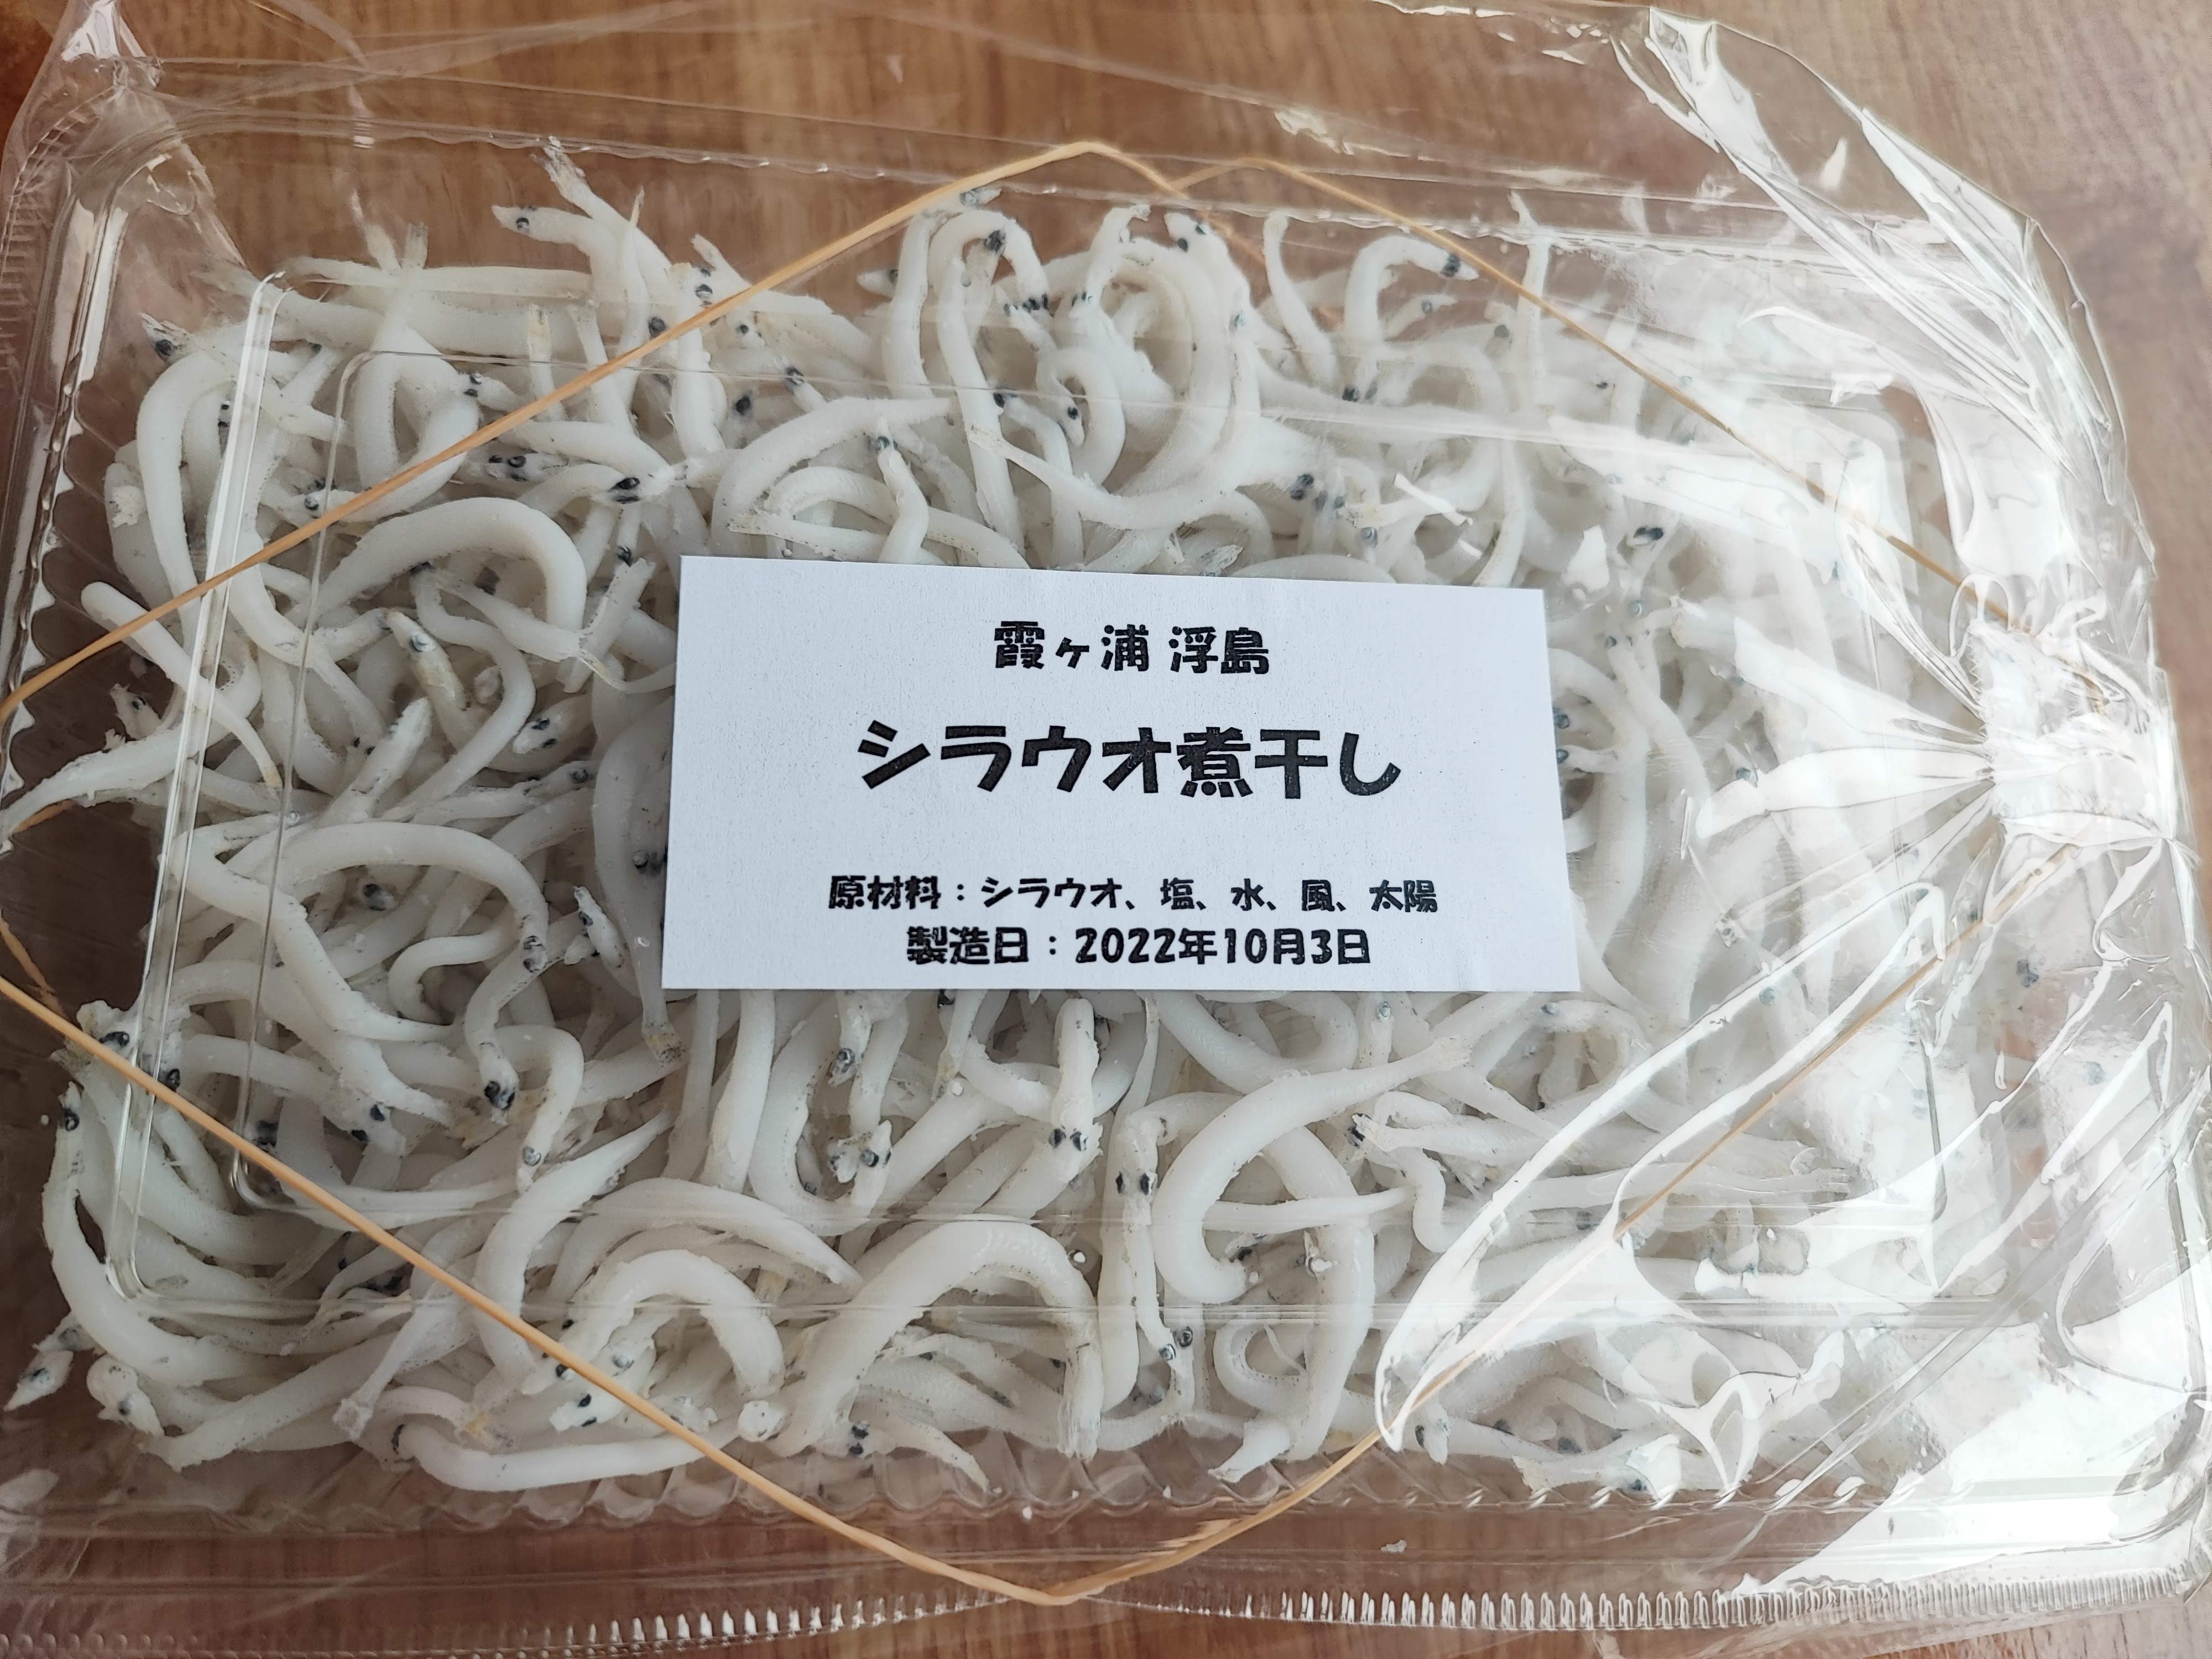 霞ヶ浦 浮島
シラウオ煮干し
原材料：シラウオ、塩、水、風、太陽
製造日：2022年10月3日